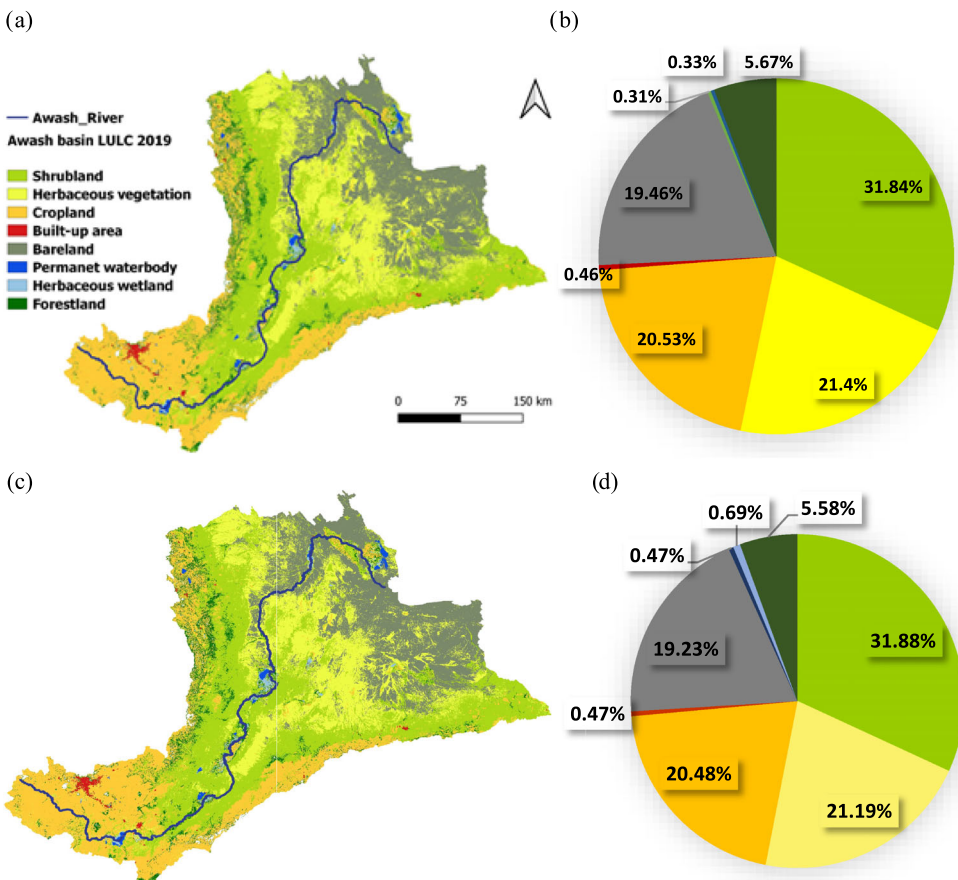 (a)
(b)
Awash_River
Awash basin LULC 2019
Shrubland
Herbaceous vegetation
Cropland
Built-up area
Bareland
Permanet waterbody
Herbaceous wetland
Forestland
0 75 150 km
0.33%
5.67%
0.31%
31.84%
19.46%
0.46%
20.53%
21.4%
(c)
(d)
0.69%
5.58%
0.47%
31.88%
19.23%
0.47%
20.48%
21.19%